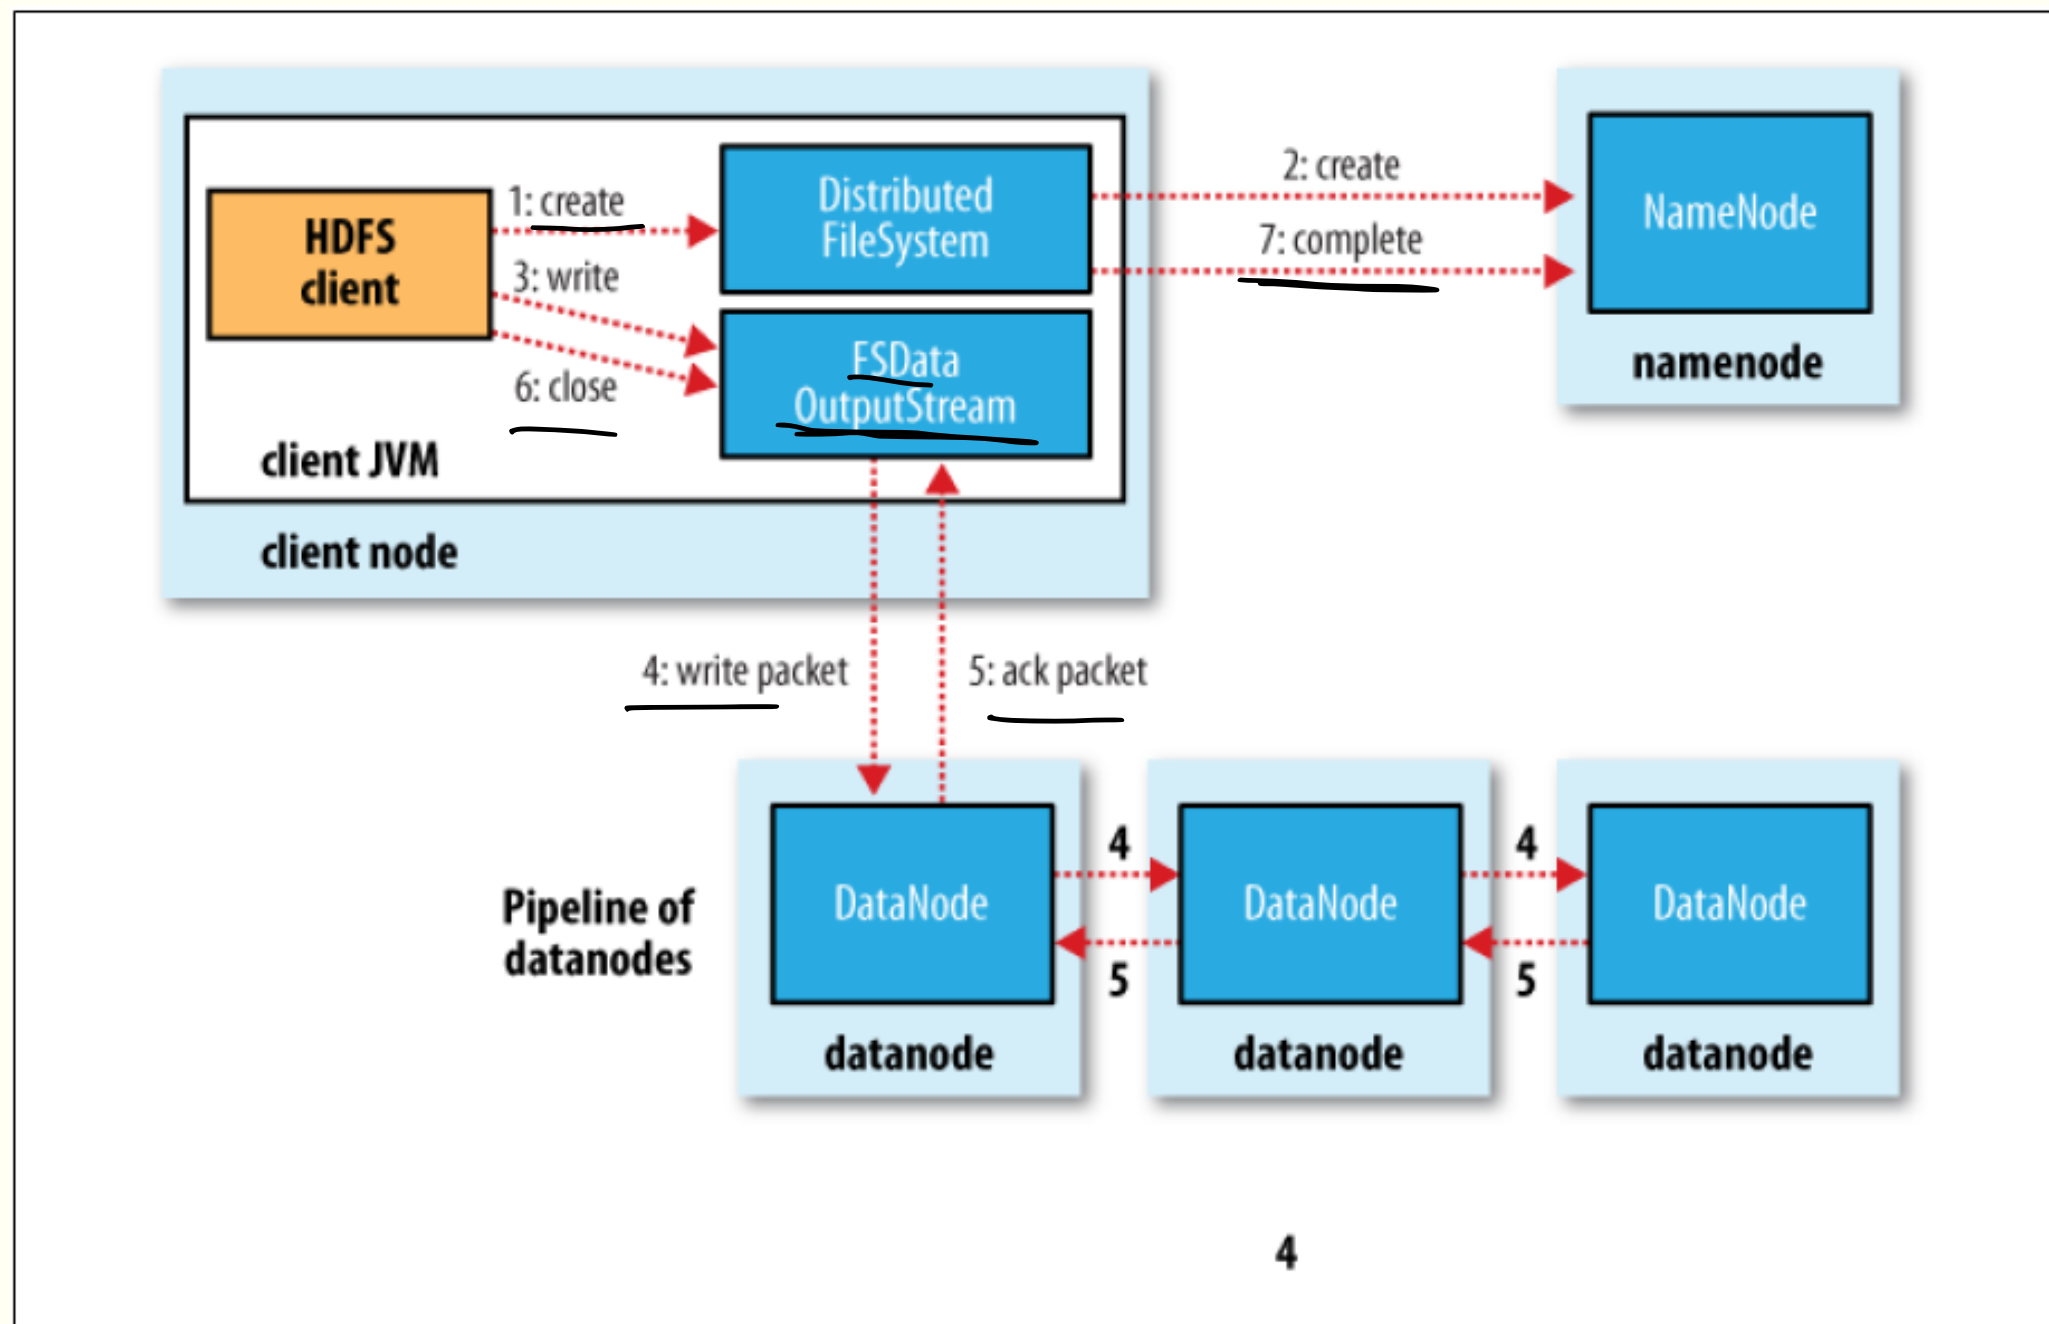 HDFS
client
1: create
3: write
6: close
Distributed
FileSystem
FSData
OutputStream
client JVM
client node
2: create
7: complete
NameNode
namenode
4: write packet
5: ack packet
Pipeline of
datanodes
DataNode
datanode
4
5
DataNode
datanode
4
5
DataNode
datanode
4